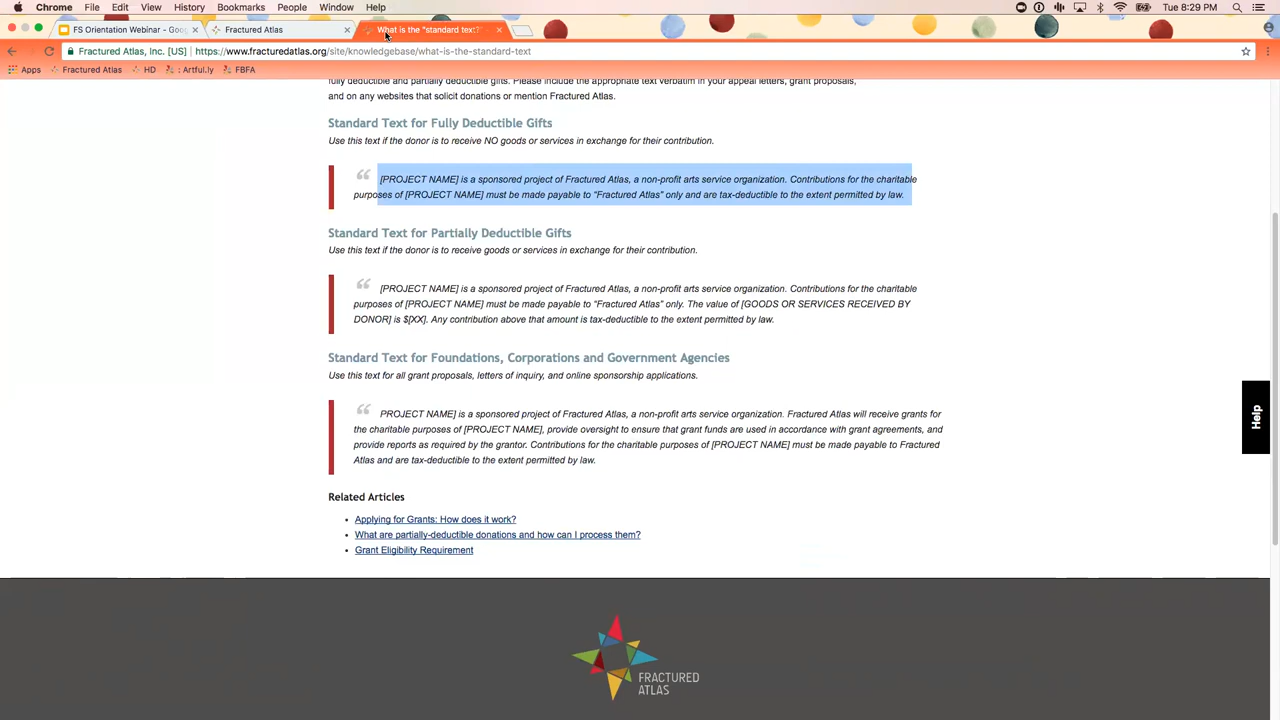 Chrome File Edit View History Bookmarks People Window Help Tue 8:29 PM
FS Orientation Webinar - Goo
Fractured Atlas
What is the "standard text?"
Fractured Atlas, Inc. [US] https://www.fracturedatlas.org/site/knowledgebase/what-is-the-standard-text
Apps Fractured Atlas HD : Artful.ly FBFA
fully deductible and partially deductible gifts. Please include the appropriate text verbatim in your appeal letters, grant proposals,
and on any websites that solicit donations or mention Fractured Atlas.
Standard Text for Fully Deductible Gifts
Use this text if the donor is to receive NO goods or services in exchange for their contribution.
“ [PROJECT NAME] is a sponsored project of Fractured Atlas, a non-profit arts service organization. Contributions for the charitable
purposes of [PROJECT NAME] must be made payable to “Fractured Atlas” only and are tax-deductible to the extent permitted by law.
Standard Text for Partially Deductible Gifts
Use this text if the donor is to receive goods or services in exchange for their contribution.
“ [PROJECT NAME] is a sponsored project of Fractured Atlas, a non-profit arts service organization. Contributions for the charitable
purposes of [PROJECT NAME] must be made payable to “Fractured Atlas” only. The value of [GOODS OR SERVICES RECEIVED BY
DONOR] is $[XX]. Any contribution above that amount is tax-deductible to the extent permitted by law.
Standard Text for Foundations, Corporations and Government Agencies
Use this text for all grant proposals, letters of inquiry, and online sponsorship applications.
“ PROJECT NAME] is a sponsored project of Fractured Atlas, a non-profit arts service organization. Fractured Atlas will receive grants for
the charitable purposes of [PROJECT NAME], provide oversight to ensure that grant funds are used in accordance with grant agreements, and
provide reports as required by the grantor. Contributions for the charitable purposes of [PROJECT NAME] must be made payable to Fractured
Atlas and are tax-deductible to the extent permitted by law.
Help
Related Articles
Applying for Grants: How does it work?
What are partially-deductible donations and how can I process them?
Grant Eligibility Requirement
FRACTURED
ATLAS